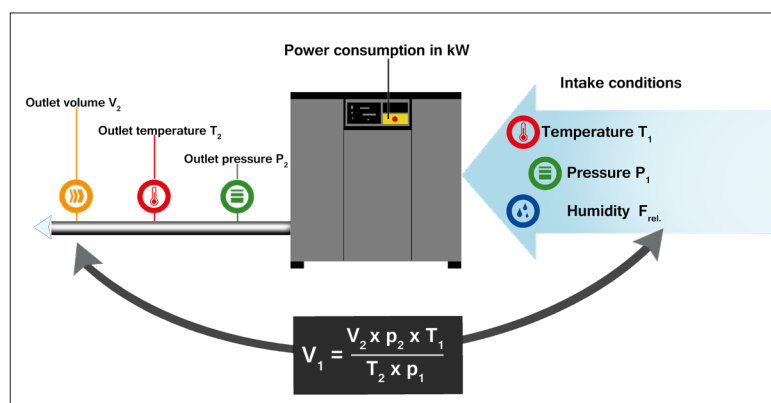 Power consumption in kW
Intake conditions
Outlet volume V₂
Outlet temperature T₂
Outlet pressure P₂
Temperature T₁
Pressure P₁
Humidity F rel.
V₁ = V₂ x p₂ x T₁
T₂ x p₁